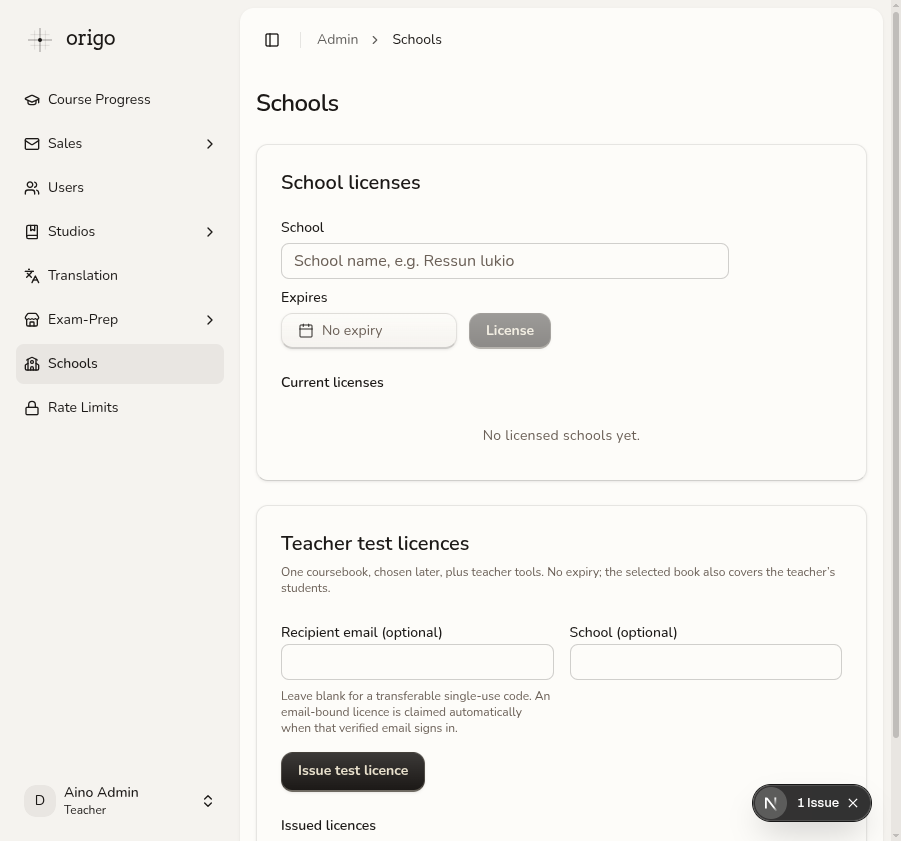 origo
Admin
Schools
Course Progress
Sales
Users
Studios
Translation
Exam-Prep
Schools
Rate Limits
Schools
School licenses
School
School name, e.g. Ressun lukio
Expires
No expiry
License
Current licenses
No licensed schools yet.
Teacher test licences
One coursebook, chosen later, plus teacher tools. No expiry; the selected book also covers the teacher’s
students.
Recipient email (optional)
School (optional)
Leave blank for a transferable single-use code. An
email-bound licence is claimed automatically
when that verified email signs in.
Issue test licence
Issued licences
D
Aino Admin
Teacher
N
1 Issue